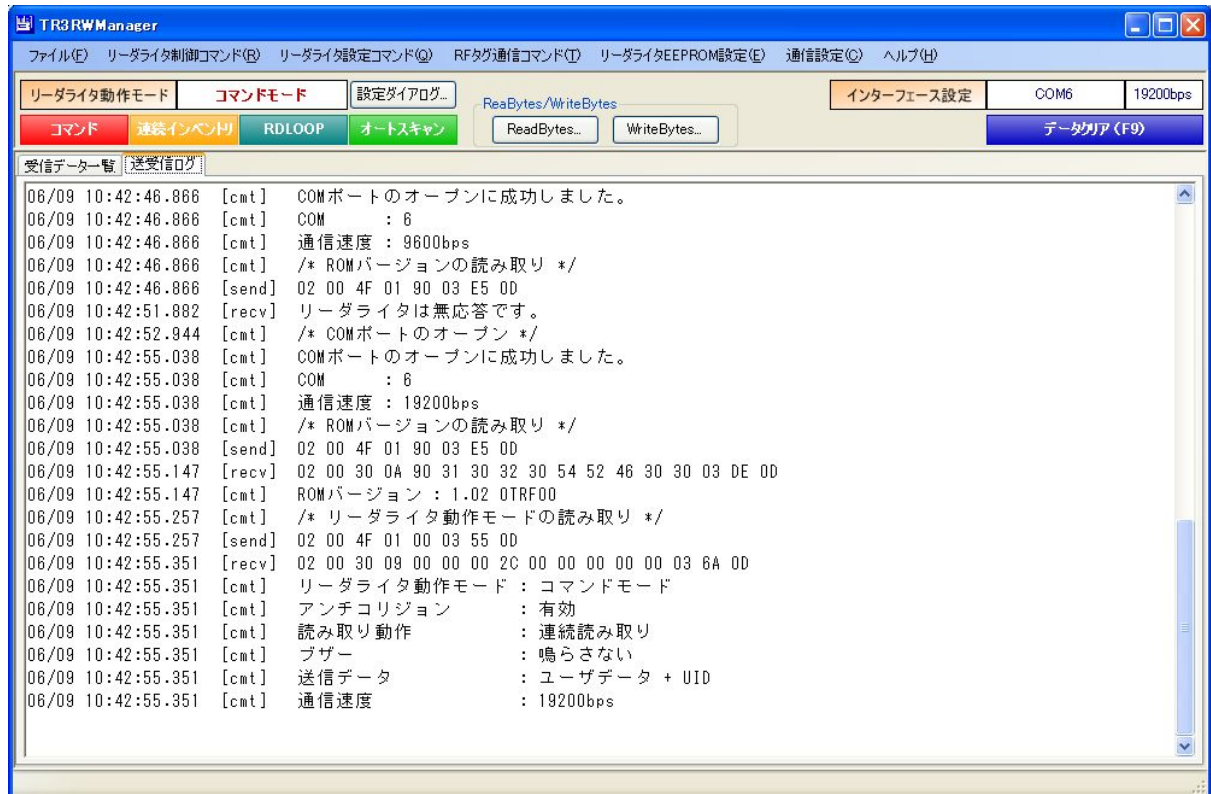 TR3RWManager
ファイル(F) リーダライタ制御コマンド(R) リーダライタ設定コマンド(Q) RFタグ通信コマンド(T) リーダライタEEPROM設定(E) 通信設定(C) ヘルプ(H)
リーダライタ動作モード コマンドモード 設定ダイアログ... ReaBytes/WriteBytes インターフェース設定 COM6 19200bps
コマンド 連続インベントリ RDLOOP オートスキャン ReadBytes... WriteBytes... データクリア(F9)
受信データ一覧 送受信ログ
06/09 10:42:46.866 [cmt] COMポートのオープンに成功しました。
06/09 10:42:46.866 [cmt] COM : 6
06/09 10:42:46.866 [cmt] 通信速度 : 9600bps
06/09 10:42:46.866 [cmt] /* ROMバージョンの読み取り */
06/09 10:42:46.866 [send] 02 00 4F 01 90 03 E5 0D
06/09 10:42:51.882 [recv] リーダライタは無応答です。
06/09 10:42:52.944 [cmt] /* COMポートのオープン */
06/09 10:42:55.038 [cmt] COMポートのオープンに成功しました。
06/09 10:42:55.038 [cmt] COM : 6
06/09 10:42:55.038 [cmt] 通信速度 : 19200bps
06/09 10:42:55.038 [cmt] /* ROMバージョンの読み取り */
06/09 10:42:55.038 [send] 02 00 4F 01 90 03 E5 0D
06/09 10:42:55.147 [recv] 02 00 30 0A 90 31 30 32 30 54 52 46 30 30 03 DE 0D
06/09 10:42:55.147 [cmt] ROMバージョン : 1.02 0TRF00
06/09 10:42:55.257 [cmt] /* リーダライタ動作モードの読み取り */
06/09 10:42:55.257 [send] 02 00 4F 01 00 03 55 0D
06/09 10:42:55.351 [recv] 02 00 30 09 00 00 00 2C 00 00 00 00 00 03 6A 0D
06/09 10:42:55.351 [cmt] リーダライタ動作モード : コマンドモード
06/09 10:42:55.351 [cmt] アンチコリジョン : 有効
06/09 10:42:55.351 [cmt] 読み取り動作 : 連続読み取り
06/09 10:42:55.351 [cmt] ブザー : 鳴らさない
06/09 10:42:55.351 [cmt] 送信データ : ユーザデータ + UID
06/09 10:42:55.351 [cmt] 通信速度 : 19200bps